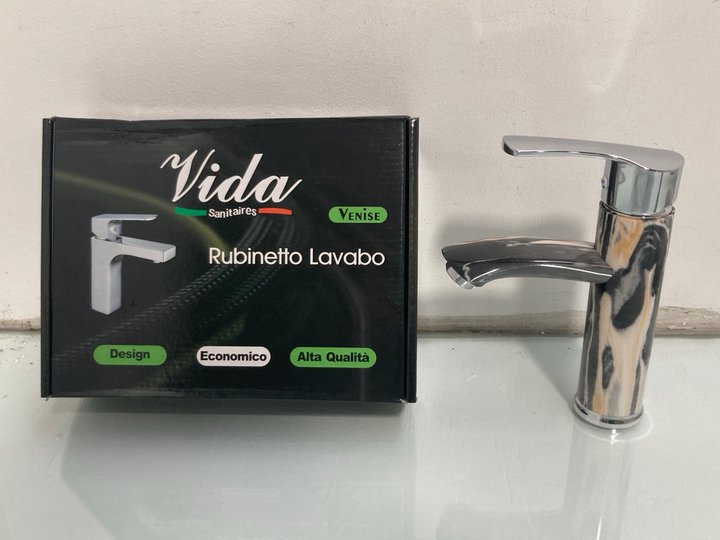 Vida
Sanitaires
VENISE
Rubinetto Lavabo
Design
Economico
Alta Qualità